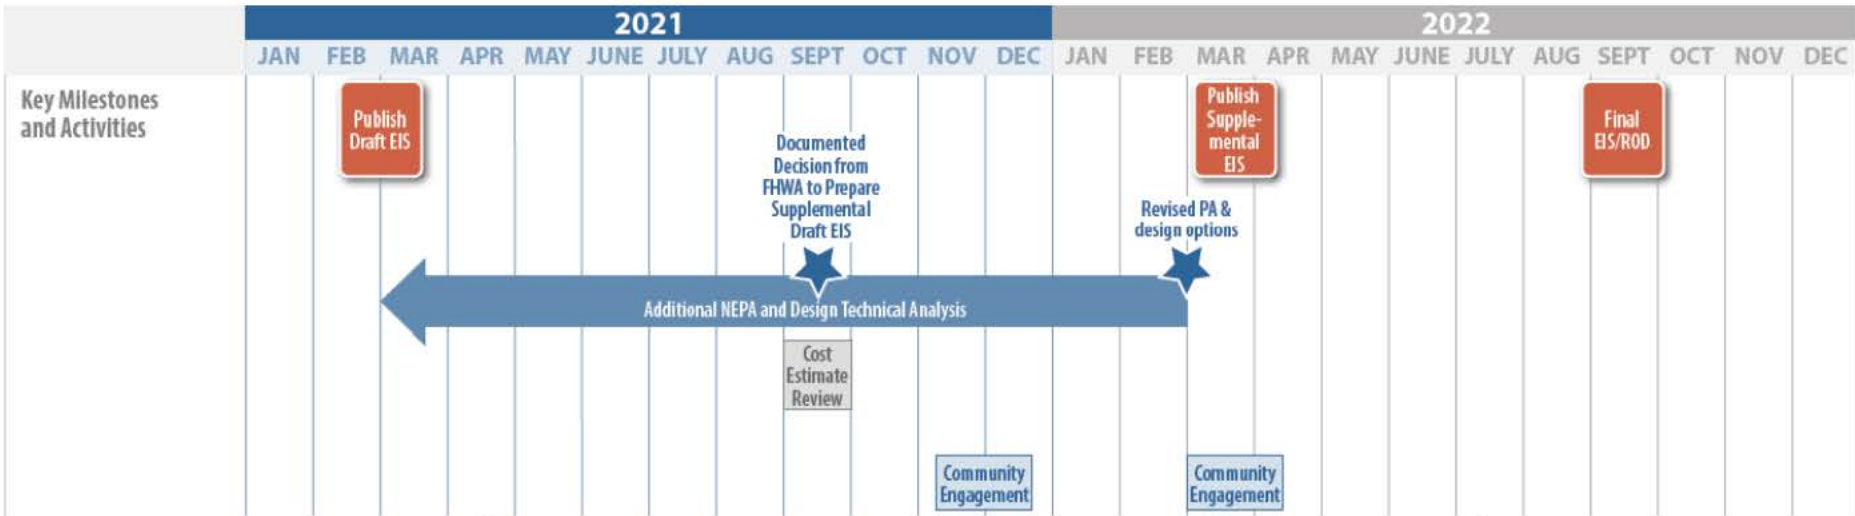 2021 2022
JAN FEB MAR APR MAY JUNE JULY AUG SEPT OCT NOV DEC JAN FEB MAR APR MAY JUNE JULY AUG SEPT OCT NOV DEC
Key Milestones
and Activities
Publish
Draft EIS
Documented
Decision from
FHWA to Prepare
Supplemental
Draft EIS
Publish
Supple-
mental
EIS
Final
EIS/ROD
Revised PA &
design options
Additional NEPA and Design Technical Analysis
Cost
Estimate
Review
Community
Engagement
Community
Engagement